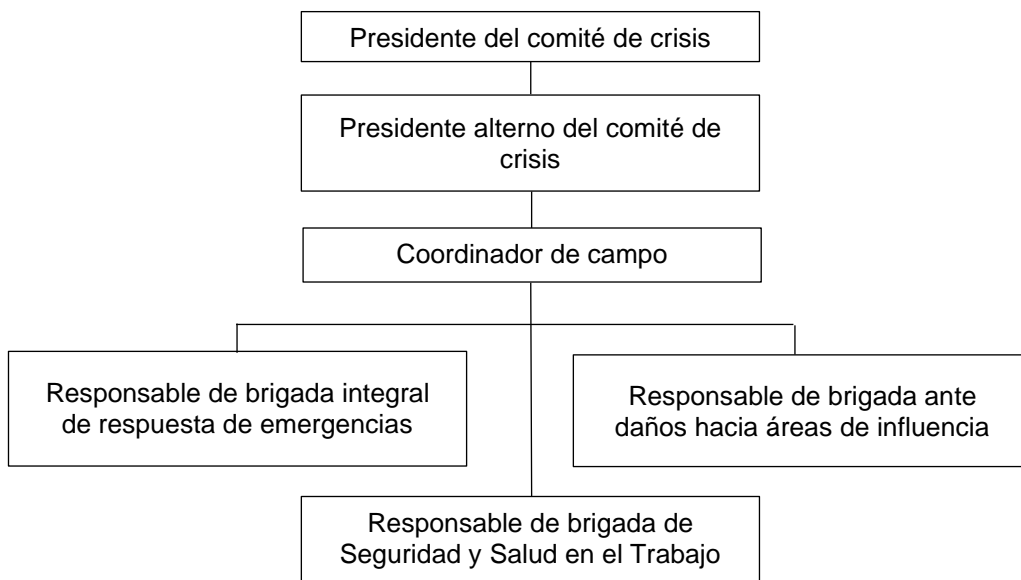 Presidente del comité de crisis
Presidente alterno del comité de
crisis
Coordinador de campo
Responsable de brigada integral
de respuesta de emergencias
Responsable de brigada ante
daños hacia áreas de influencia
Responsable de brigada de
Seguridad y Salud en el Trabajo